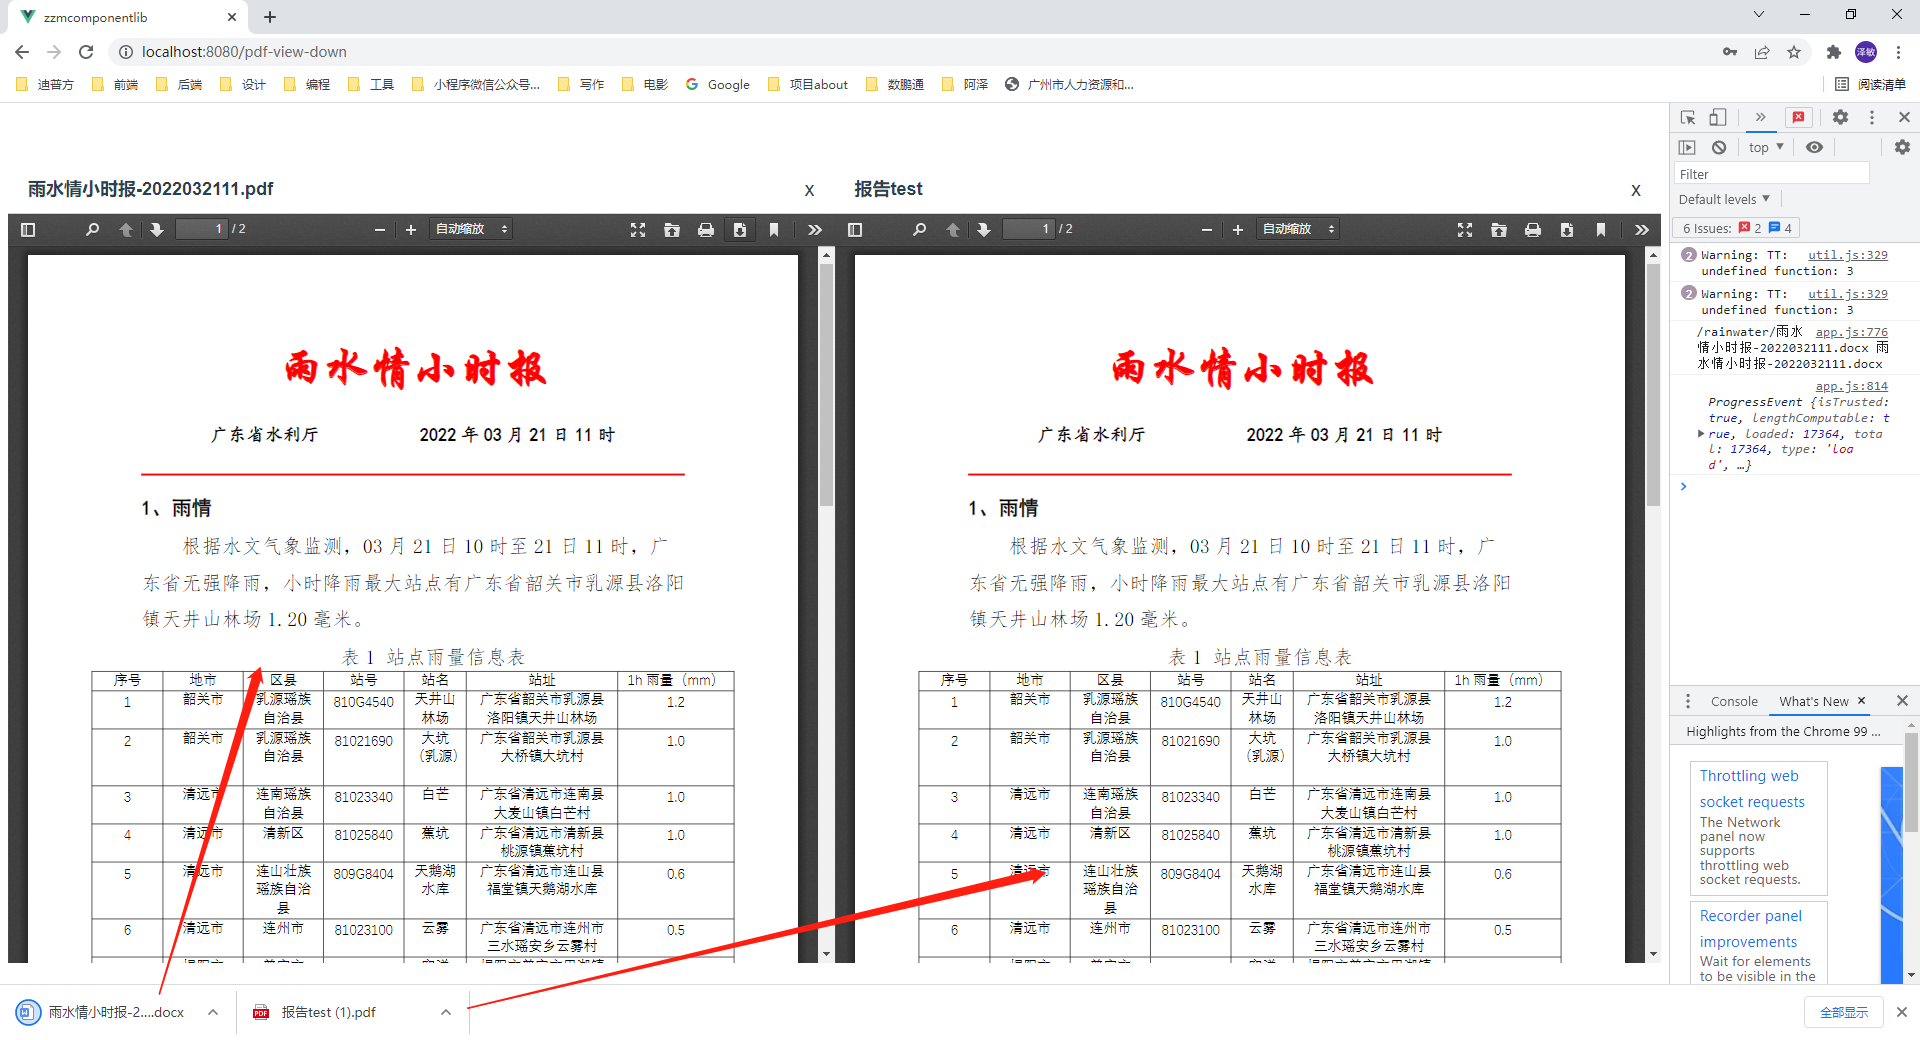 zzmcomponentlib
localhost:8080/pdf-view-down
泽敏
迪普方
前端
后端
设计
编程
工具
小程序微信公众号...
写作
电影
Google
项目about
数鹏通
阿泽
广州市人力资源和...
阅读清单
雨水情小时报-2022032111.pdf
x
1 / 2
自动缩放
雨水情小时报
广东省水利厅 2022 年 03 月 21 日 11 时
1、雨情
根据水文气象监测，03 月 21 日 10 时至 21 日 11 时，广
东省无强降雨，小时降雨最大站点有广东省韶关市乳源县洛阳
镇天井山林场 1.20 毫米。
表 1 站点雨量信息表
序号 地市 区县 站号 站名 站址 1h 雨量（mm）
1 韶关市 乳源瑶族自治县 810G4540 天井山林场 广东省韶关市乳源县洛阳镇天井山林场 1.2
2 韶关市 乳源瑶族自治县 81021690 大坑（乳源） 广东省韶关市乳源县大桥镇大坑村 1.0
3 清远市 连南瑶族自治县 81023340 白芒 广东省清远市连南县大麦山镇白芒村 1.0
4 清远市 清新区 81025840 蕉坑 广东省清远市清新县桃源镇蕉坑村 1.0
5 清远市 连山壮族瑶族自治县 809G8404 天鹅湖水库 广东省清远市连山县福堂镇天鹅湖水库 0.6
6 清远市 连州市 81023100 云雾 广东省清远市连州市三水瑶安乡云雾村 0.5
报告test
x
1 / 2
自动缩放
雨水情小时报
广东省水利厅 2022 年 03 月 21 日 11 时
1、雨情
根据水文气象监测，03 月 21 日 10 时至 21 日 11 时，广
东省无强降雨，小时降雨最大站点有广东省韶关市乳源县洛阳
镇天井山林场 1.20 毫米。
表 1 站点雨量信息表
序号 地市 区县 站号 站名 站址 1h 雨量（mm）
1 韶关市 乳源瑶族自治县 810G4540 天井山林场 广东省韶关市乳源县洛阳镇天井山林场 1.2
2 韶关市 乳源瑶族自治县 81021690 大坑（乳源） 广东省韶关市乳源县大桥镇大坑村 1.0
3 清远市 连南瑶族自治县 81023340 白芒 广东省清远市连南县大麦山镇白芒村 1.0
4 清远市 清新区 81025840 蕉坑 广东省清远市清新县桃源镇蕉坑村 1.0
5 清远市 连山壮族瑶族自治县 809G8404 天鹅湖水库 广东省清远市连山县福堂镇天鹅湖水库 0.6
6 清远市 连州市 81023100 云雾 广东省清远市连州市三水瑶安乡云雾村 0.5
top
Filter
Default levels
6 Issues: 2 4
2 Warning: TT: util.js:329
undefined function: 3
2 Warning: TT: util.js:329
undefined function: 3
/rainwater/雨水 app.js:776
情小时报-2022032111.docx 雨
水情小时报-2022032111.docx
app.js:814
ProgressEvent {isTrusted:
true, lengthComputable: t
rue, loaded: 17364, tota
l: 17364, type: 'loa
d', …}
Console
What's New
Highlights from the Chrome 99 ...
Throttling web
socket requests
The Network
panel now
supports
throttling web
socket requests.
Recorder panel
improvements
Wait for elements
to be visible in the
雨水情小时报-2....docx
PDF
报告test (1).pdf
全部显示